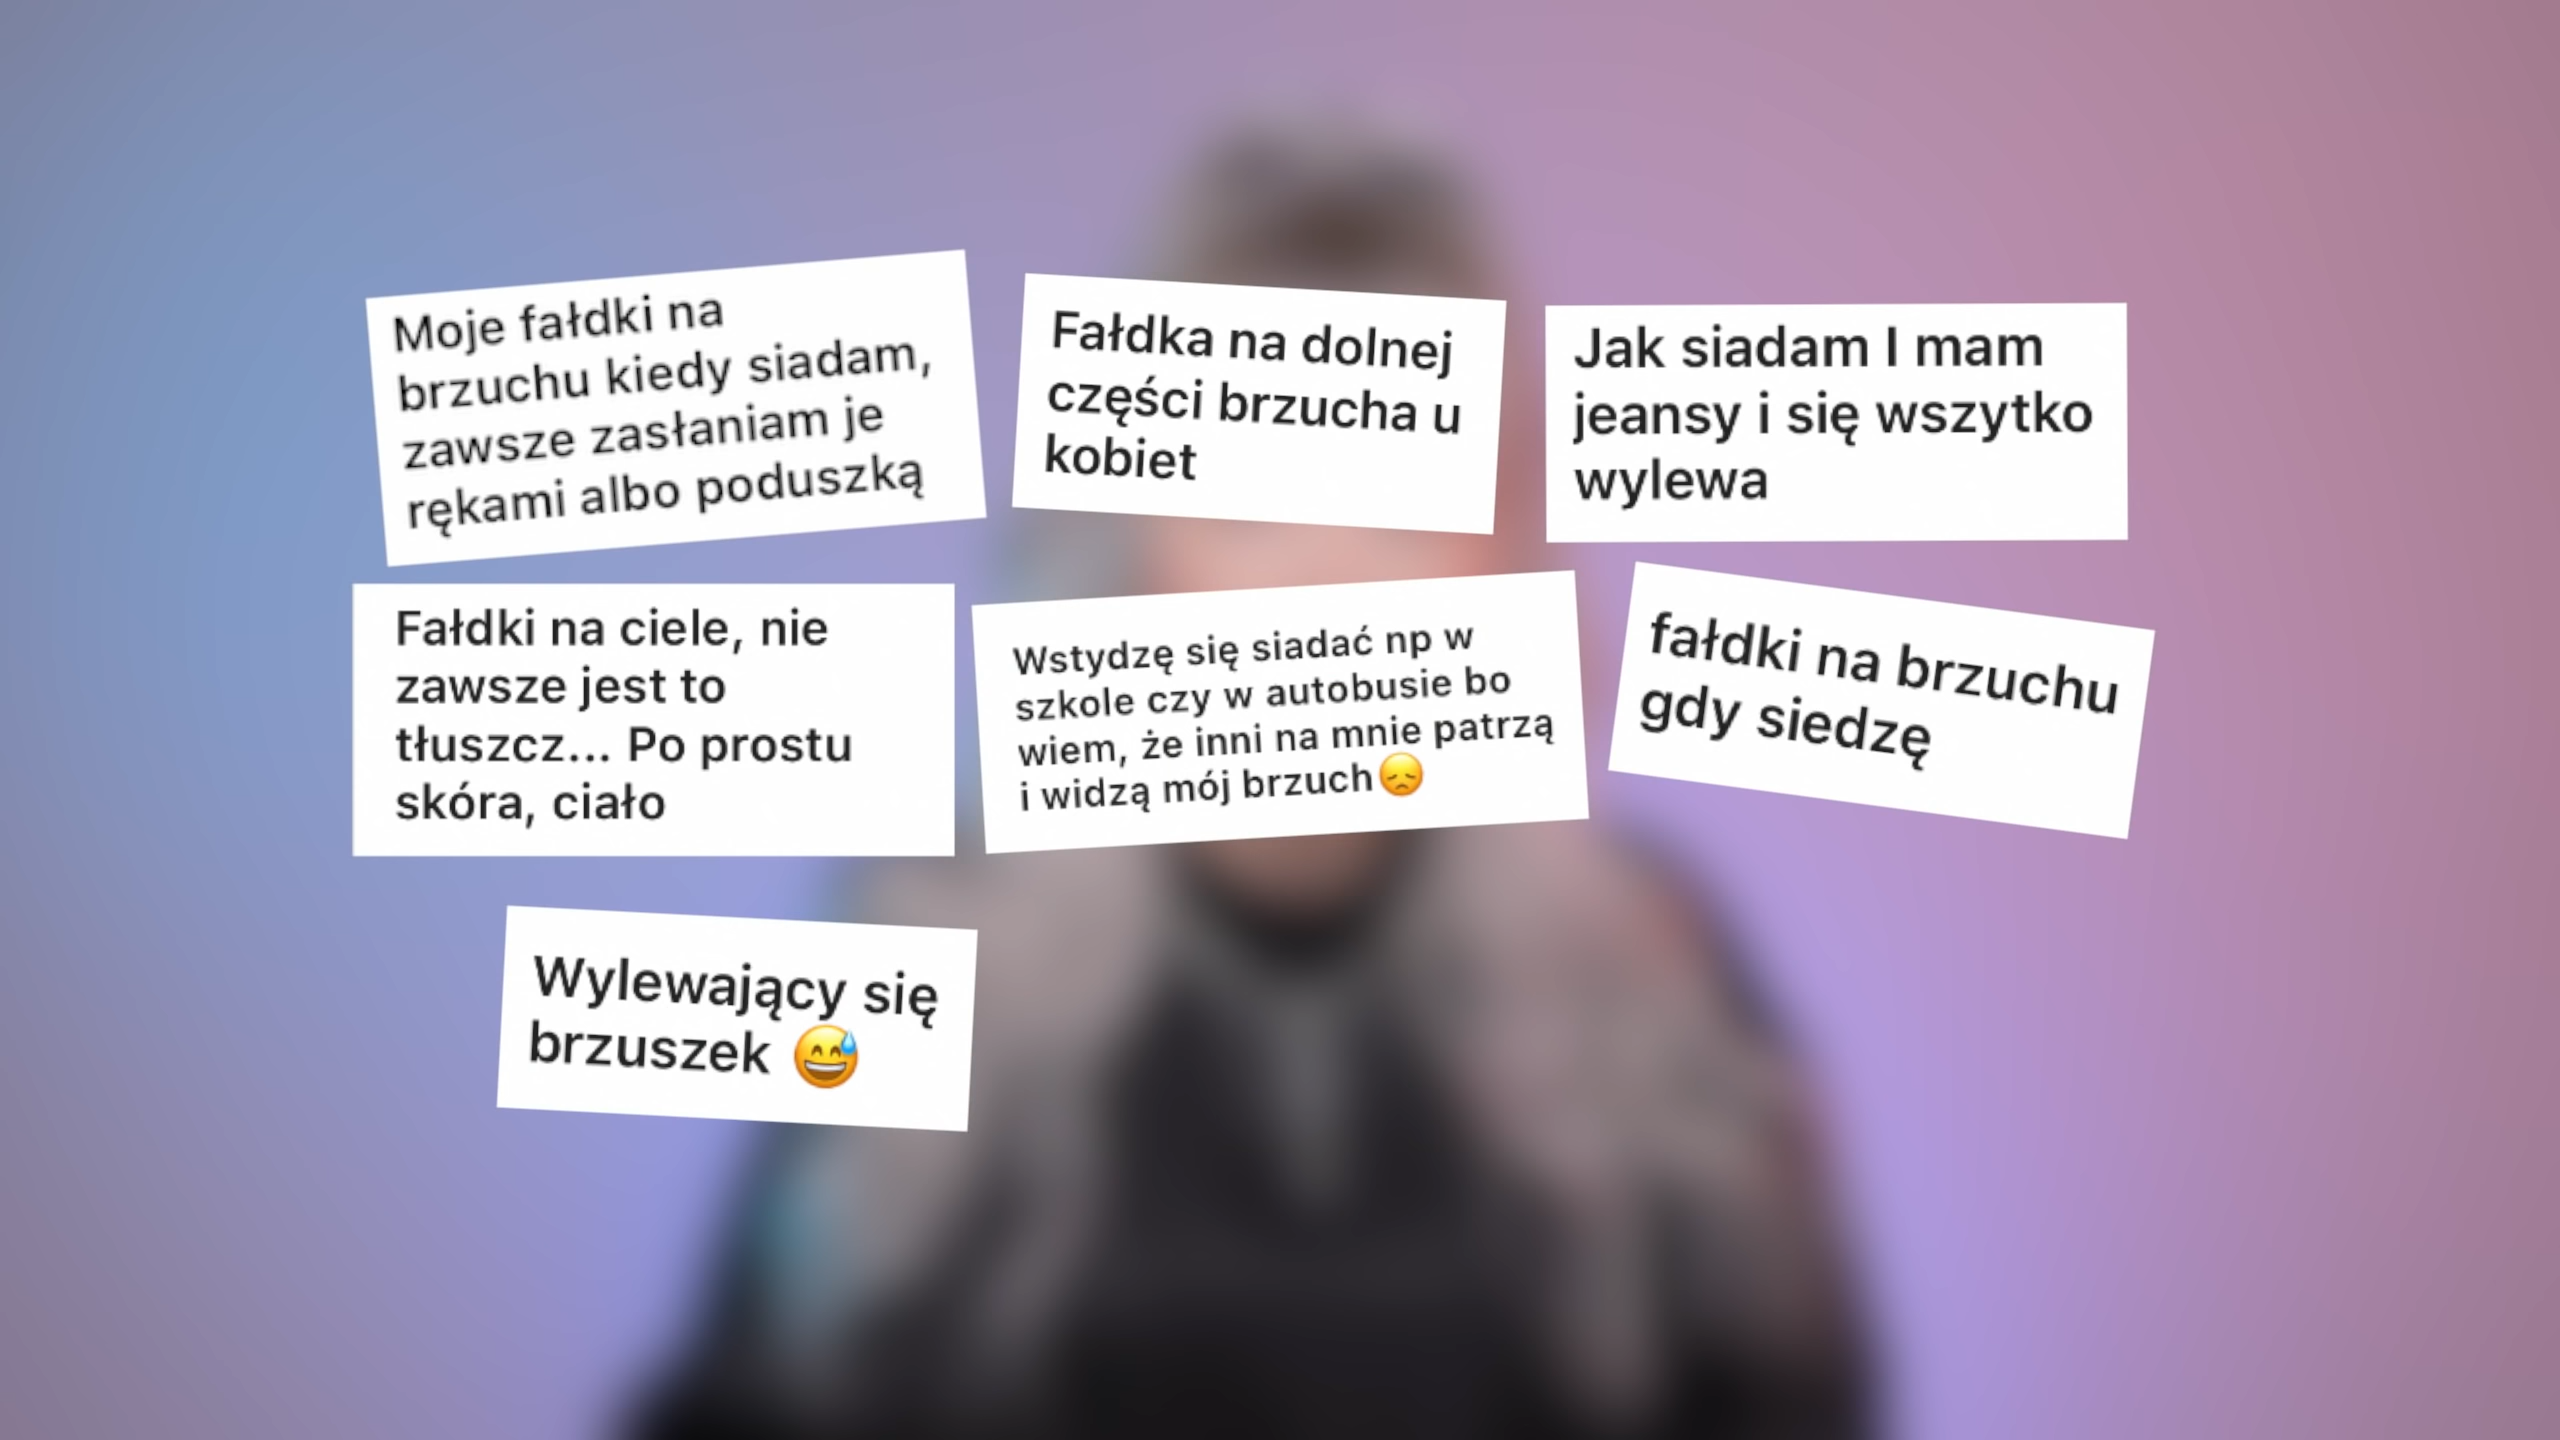 Moje fałdki na
brzuchu kiedy siadam,
zawsze zasłaniam je
rękami albo poduszką
Fałdka na dolnej
części brzucha u
kobiet
Jak siadam I mam
jeansy i się wszytko
wylewa
Fałdki na ciele, nie
zawsze jest to
tłuszcz... Po prostu
skóra, ciało
Wstydzę się siadać np w
szkole czy w autobusie bo
wiem, że inni na mnie patrzą
i widzą mój brzuch😞
fałdki na brzuchu
gdy siedzę
Wylewający się
brzuszek 😅